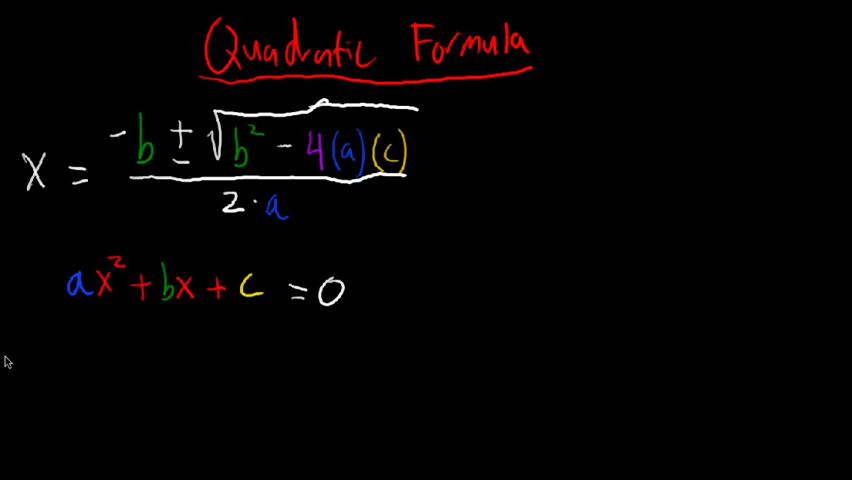 Quadratic Formula
x = -b ± √b² - 4(a)(c)
2 · a
ax² + bx + c = 0